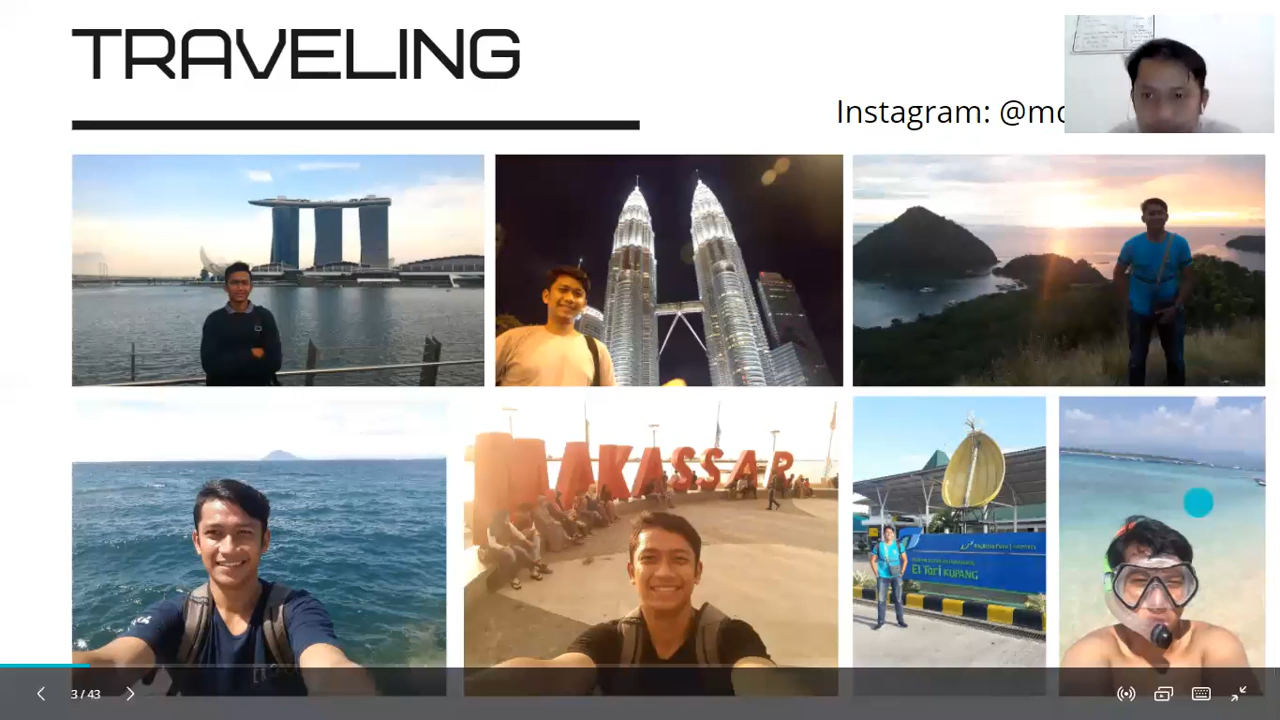 TRAVELING
Instagram: @mo
MAKASSAR
El Tari KUPANG
3 / 43